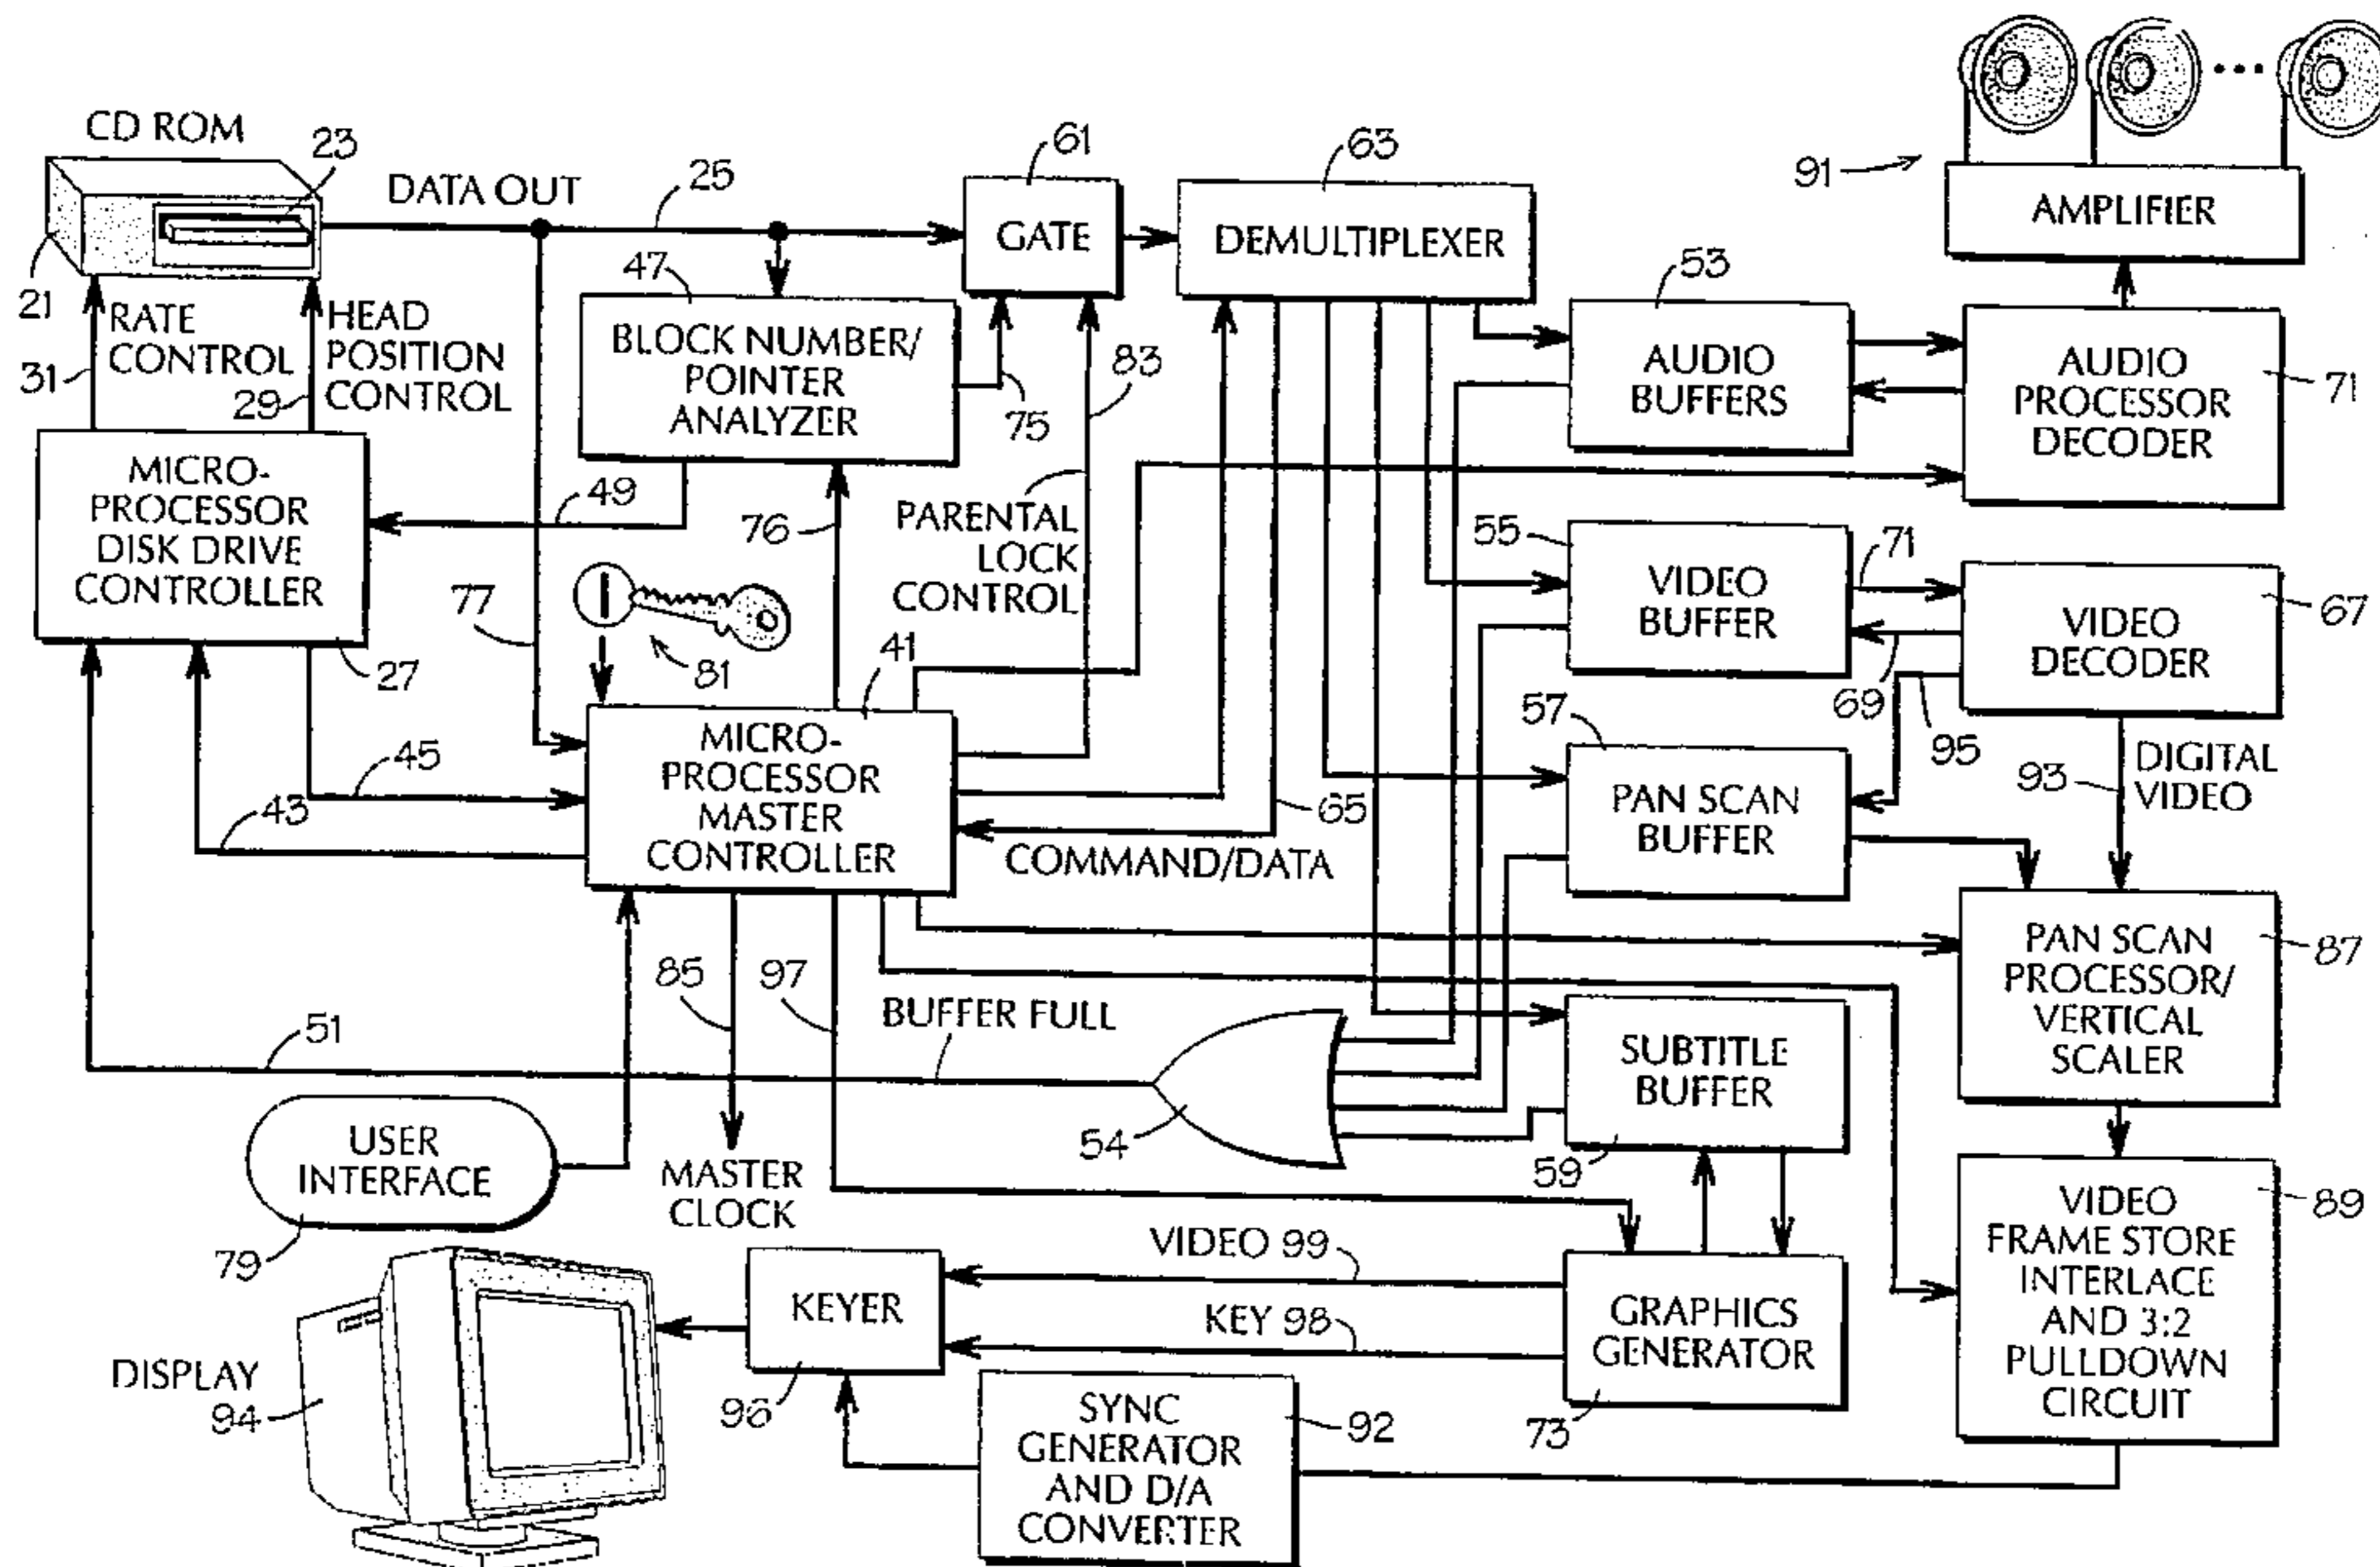 CD ROM
23
DATA OUT
25
61
63
91
21
GATE
DEMULTIPLEXER
AMPLIFIER
RATE
CONTROL
31
HEAD
POSITION
CONTROL
29
47
BLOCK NUMBER/
POINTER
ANALYZER
75
83
53
AUDIO
BUFFERS
AUDIO
PROCESSOR
DECODER
71
MICRO-
PROCESSOR
DISK DRIVE
CONTROLLER
27
49
76
PARENTAL
LOCK
CONTROL
77
81
41
55
VIDEO
BUFFER
71
69
VIDEO
DECODER
67
95
45
43
MICRO-
PROCESSOR
MASTER
CONTROLLER
65
COMMAND/DATA
57
PAN SCAN
BUFFER
93
DIGITAL
VIDEO
85
97
BUFFER FULL
51
54
SUBTITLE
BUFFER
59
PAN SCAN
PROCESSOR/
VERTICAL
SCALER
87
USER
INTERFACE
79
MASTER
CLOCK
VIDEO 99
KEY 98
KEYER
96
GRAPHICS
GENERATOR
73
VIDEO
FRAME STORE
INTERLACE
AND 3:2
PULLDOWN
CIRCUIT
89
DISPLAY
94
SYNC
GENERATOR
AND D/A
CONVERTER
92